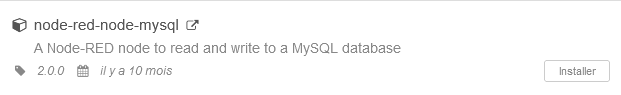 node-red-node-mysql
A Node-RED node to read and write to a MySQL database
2.0.0 il y a 10 mois
Installer